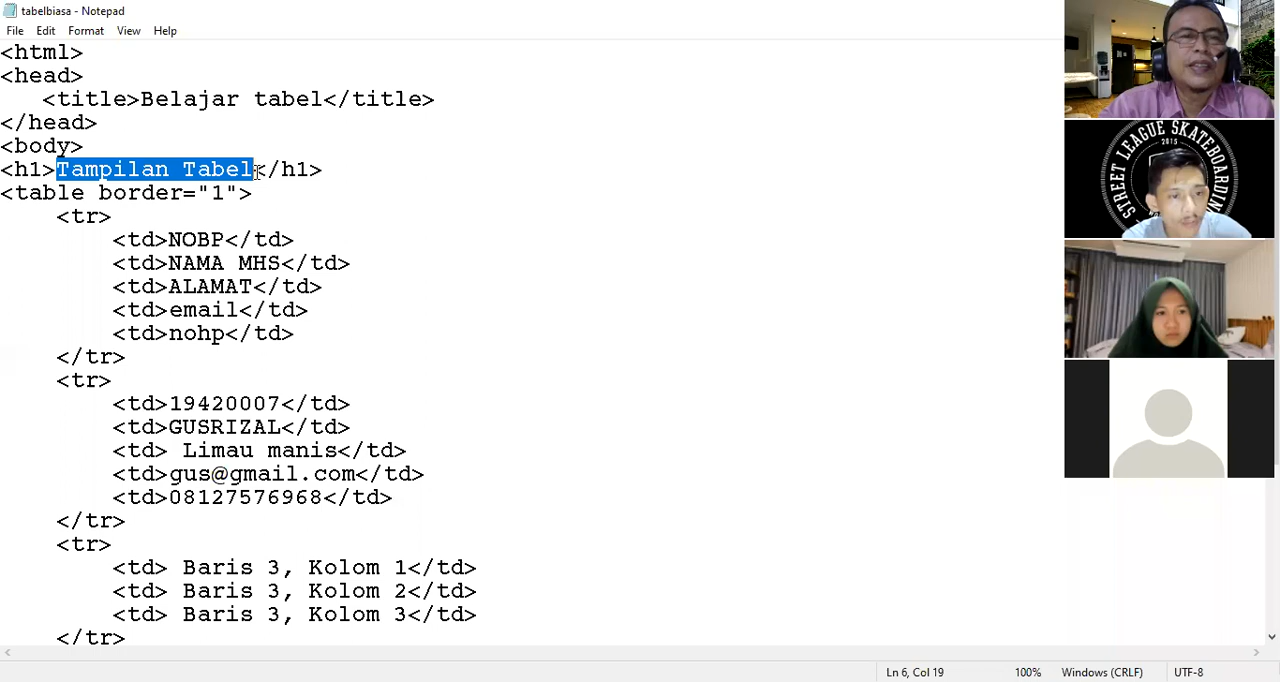 tabelbiasa - Notepad
File Edit Format View Help
<html>
<head>
<title>Belajar tabel</title>
</head>
<body>
<h1>Tampilan Tabel</h1>
<table border="1">
<tr>
<td>NOBP</td>
<td>NAMA MHS</td>
<td>ALAMAT</td>
<td>email</td>
<td>nohp</td>
</tr>
<tr>
<td>19420007</td>
<td>GUSRIZAL</td>
<td> Limau manis</td>
<td>gus@gmail.com</td>
<td>08127576968</td>
</tr>
<tr>
<td> Baris 3, Kolom 1</td>
<td> Baris 3, Kolom 2</td>
<td> Baris 3, Kolom 3</td>
</tr>
Ln 6, Col 19 100% Windows (CRLF) UTF-8
STREET LEAGUE SKATEBOARDING
2015